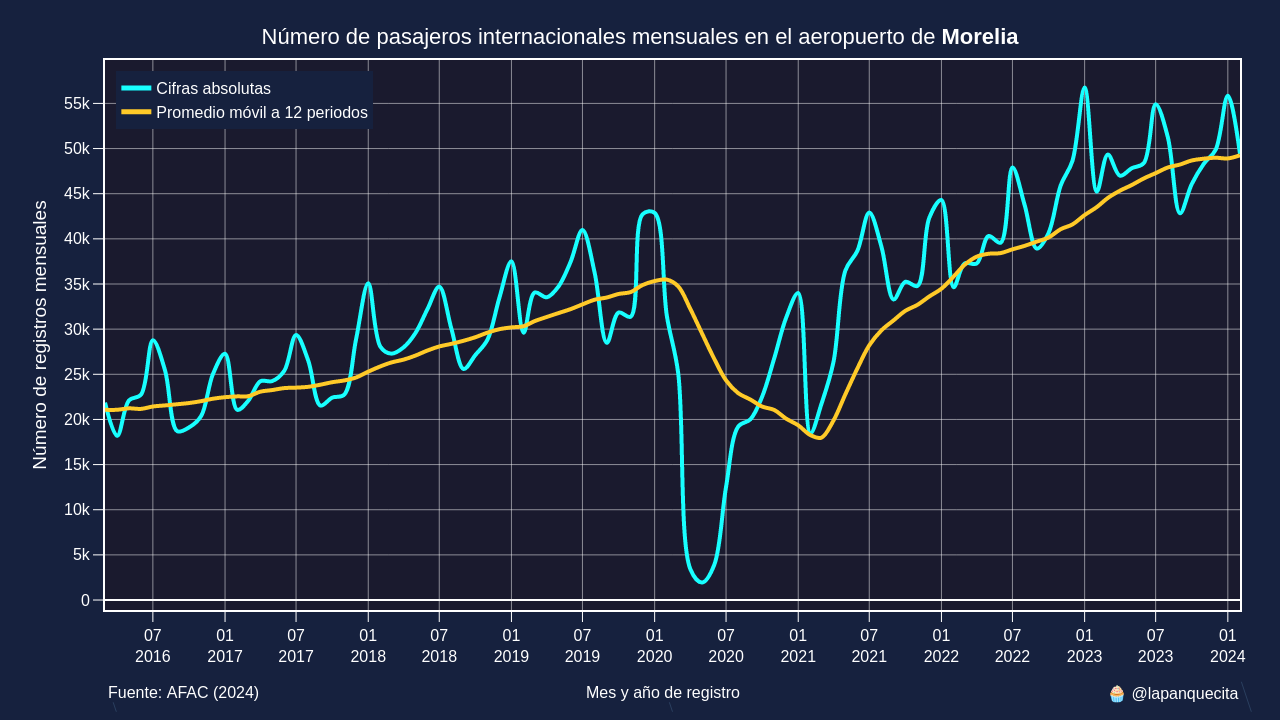 Número de pasajeros internacionales mensuales en el aeropuerto de Morelia
Cifras absolutas
Promedio móvil a 12 periodos
Número de registros mensuales
55k
50k
45k
40k
35k
30k
25k
20k
15k
10k
5k
0
07 01 07 01 07 01 07 01 07 01 07 01 07 01 07 01
2016 2017 2017 2018 2018 2019 2019 2020 2020 2021 2021 2022 2022 2023 2023 2024
Fuente: AFAC (2024) Mes y año de registro 🧁 @lapanquecita